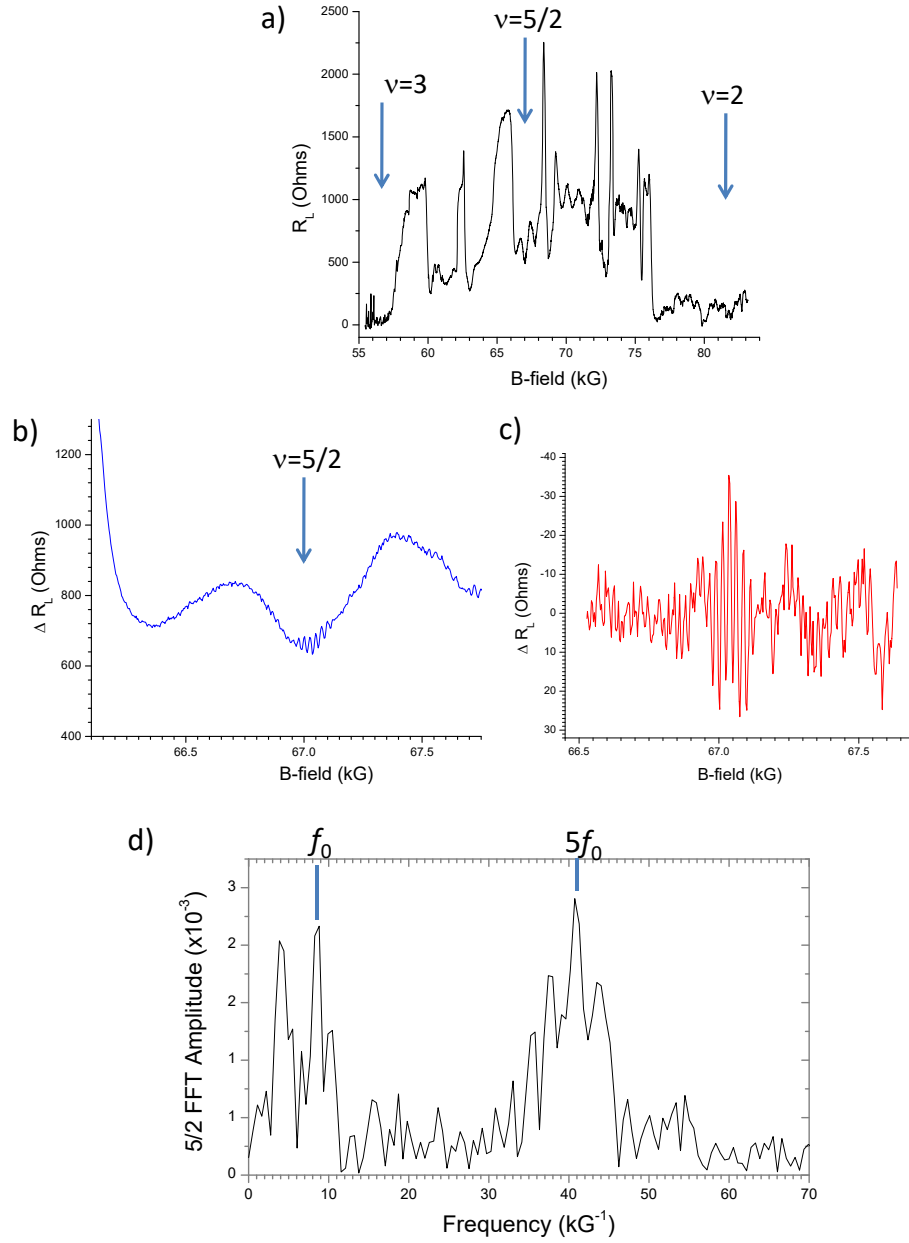 a)
ν=3
ν=5/2
ν=2
R_L (Ohms)
2500
2000
1500
1000
500
0
55 60 65 70 75 80
B-field (kG)
b)
ν=5/2
Δ R_L (Ohms)
1200
1000
800
600
400
66.5 67.0 67.5
B-field (kG)
c)
Δ R_L (Ohms)
-40
-30
-20
-10
0
10
20
30
66.5 67.0 67.5
B-field (kG)
d)
f₀ 5f₀
5/2 FFT Amplitude (x10⁻³)
3
2
2
1
1
0
0 10 20 30 40 50 60 70
Frequency (kG⁻¹)